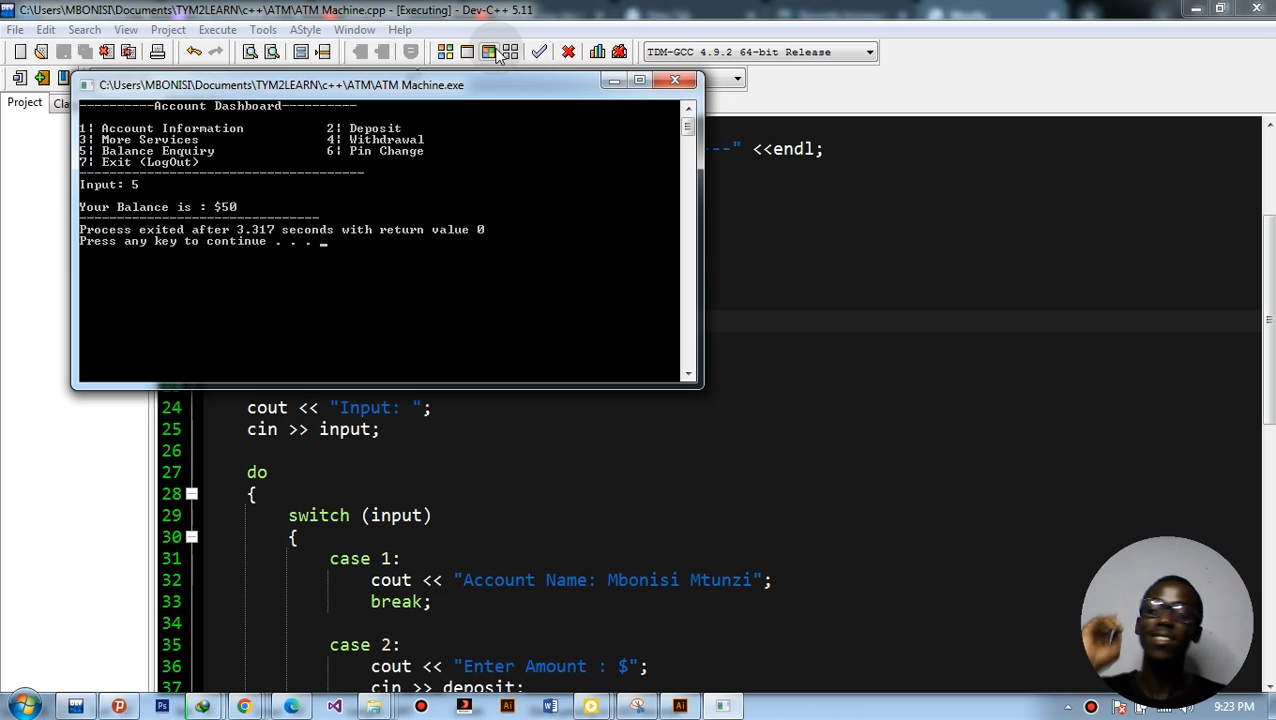 C:\Users\MBONISI\Documents\TYM2LEARN\c++\ATM\ATM Machine.cpp - [Executing] - Dev-C++ 5.11
File Edit Search View Project Execute Tools AStyle Window Help
TDM-GCC 4.9.2 64-bit Release
C:\Users\MBONISI\Documents\TYM2LEARN\c++\ATM\ATM Machine.exe
Project Cla
----------Account Dashboard----------
1| Account Information 2| Deposit
3| More Services 4| Withdrawal
5| Balance Enquiry 6| Pin Change
7| Exit (LogOut)
--------------------------------------
Input: 5
Your Balance is : $50
--------------------------------
Process exited after 3.317 seconds with return value 0
Press any key to continue . . . _
--" <<endl;
24 cout << "Input: ";
25 cin >> input;
26
27 do
28 {
29 switch (input)
30 {
31 case 1:
32 cout << "Account Name: Mbonisi Mtunzi";
33 break;
34
35 case 2:
36 cout << "Enter Amount : $";
37 cin >> deposit;
9:23 PM